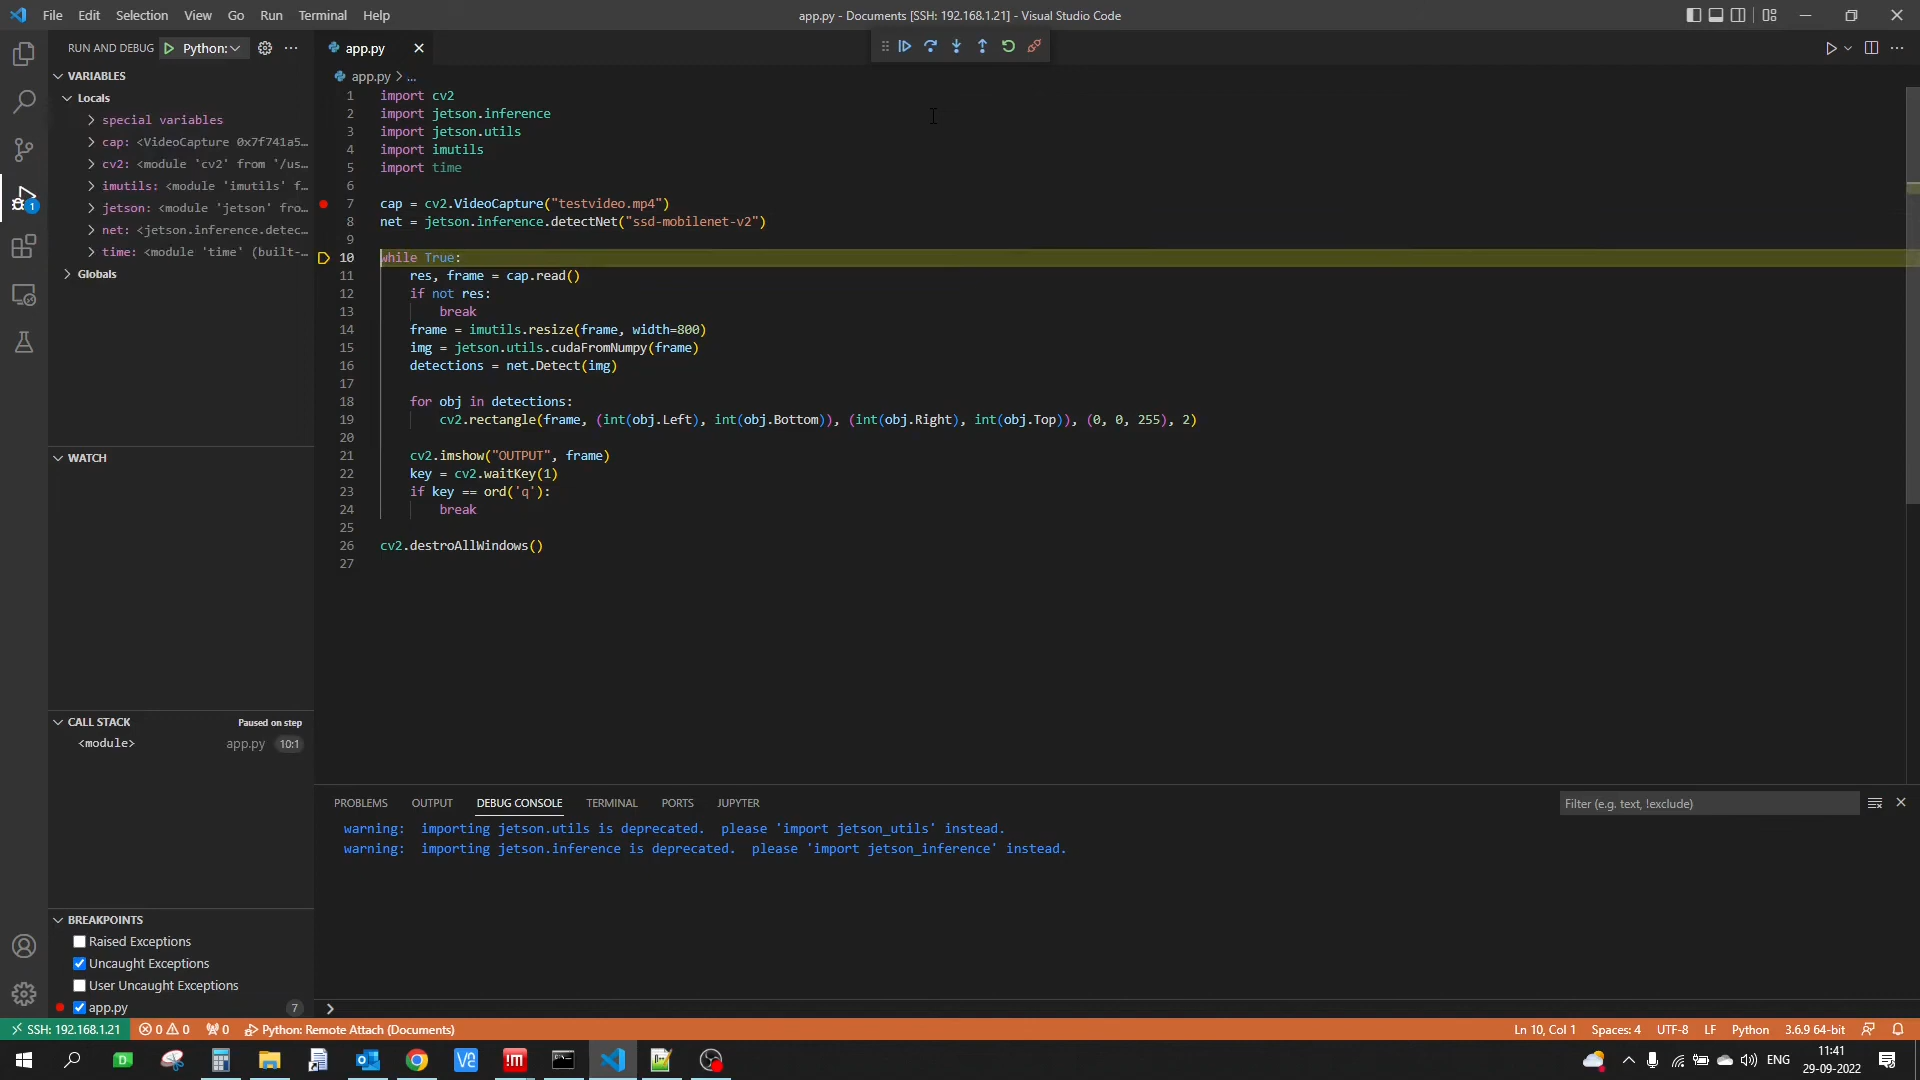 File Edit Selection View Go Run Terminal Help
app.py - Documents [SSH: 192.168.1.21] - Visual Studio Code
RUN AND DEBUG Python:
app.py
VARIABLES
Locals
special variables
cap: <VideoCapture 0x7f741a5…
cv2: <module 'cv2' from '/us…
imutils: <module 'imutils' f…
jetson: <module 'jetson' fro…
net: <jetson.inference.detec…
time: <module 'time' (built-…
Globals
WATCH
CALL STACK Paused on step
<module> app.py 10:1
BREAKPOINTS
Raised Exceptions
Uncaught Exceptions
User Uncaught Exceptions
app.py 7
1
app.py > ...
1 import cv2
2 import jetson.inference
3 import jetson.utils
4 import imutils
5 import time
6
7 cap = cv2.VideoCapture("testvideo.mp4")
8 net = jetson.inference.detectNet("ssd-mobilenet-v2")
9
10 while True:
11 res, frame = cap.read()
12 if not res:
13 break
14 frame = imutils.resize(frame, width=800)
15 img = jetson.utils.cudaFromNumpy(frame)
16 detections = net.Detect(img)
17
18 for obj in detections:
19 cv2.rectangle(frame, (int(obj.Left), int(obj.Bottom)), (int(obj.Right), int(obj.Top)), (0, 0, 255), 2)
20
21 cv2.imshow("OUTPUT", frame)
22 key = cv2.waitKey(1)
23 if key == ord('q'):
24 break
25
26 cv2.destroAllWindows()
27
PROBLEMS OUTPUT DEBUG CONSOLE TERMINAL PORTS JUPYTER
Filter (e.g. text, !exclude)
warning: importing jetson.utils is deprecated. please 'import jetson_utils' instead.
warning: importing jetson.inference is deprecated. please 'import jetson_inference' instead.
SSH: 192.168.1.21 0 0 0 Python: Remote Attach (Documents)
Ln 10, Col 1 Spaces: 4 UTF-8 LF Python 3.6.9 64-bit
ENG
11:41
29-09-2022